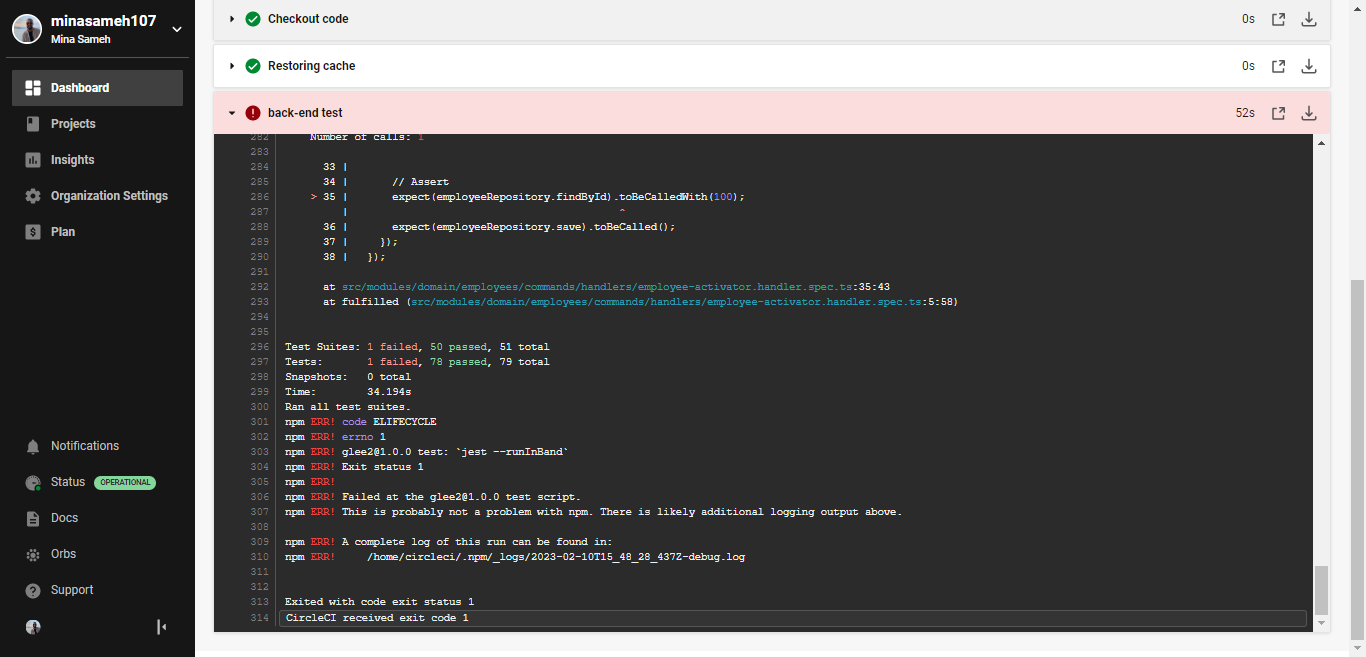 minasameh107
Mina Sameh
Dashboard
Projects
Insights
Organization Settings
Plan
Notifications
Status OPERATIONAL
Docs
Orbs
Support
Checkout code 0s
Restoring cache 0s
! back-end test 52s
282 Number of calls: 1
283
284 33 |
285 34 | // Assert
286 > 35 | expect(employeeRepository.findById).toBeCalledWith(100);
287 | ^
288 36 | expect(employeeRepository.save).toBeCalled();
289 37 | });
290 38 | });
291
292 at src/modules/domain/employees/commands/handlers/employee-activator.handler.spec.ts:35:43
293 at fulfilled (src/modules/domain/employees/commands/handlers/employee-activator.handler.spec.ts:5:58)
294
295
296 Test Suites: 1 failed, 50 passed, 51 total
297 Tests: 1 failed, 78 passed, 79 total
298 Snapshots: 0 total
299 Time: 34.194s
300 Ran all test suites.
301 npm ERR! code ELIFECYCLE
302 npm ERR! errno 1
303 npm ERR! glee2@1.0.0 test: `jest --runInBand`
304 npm ERR! Exit status 1
305 npm ERR!
306 npm ERR! Failed at the glee2@1.0.0 test script.
307 npm ERR! This is probably not a problem with npm. There is likely additional logging output above.
308
309 npm ERR! A complete log of this run can be found in:
310 npm ERR! /home/circleci/.npm/_logs/2023-02-10T15_48_28_437Z-debug.log
311
312
313 Exited with code exit status 1
314 CircleCI received exit code 1